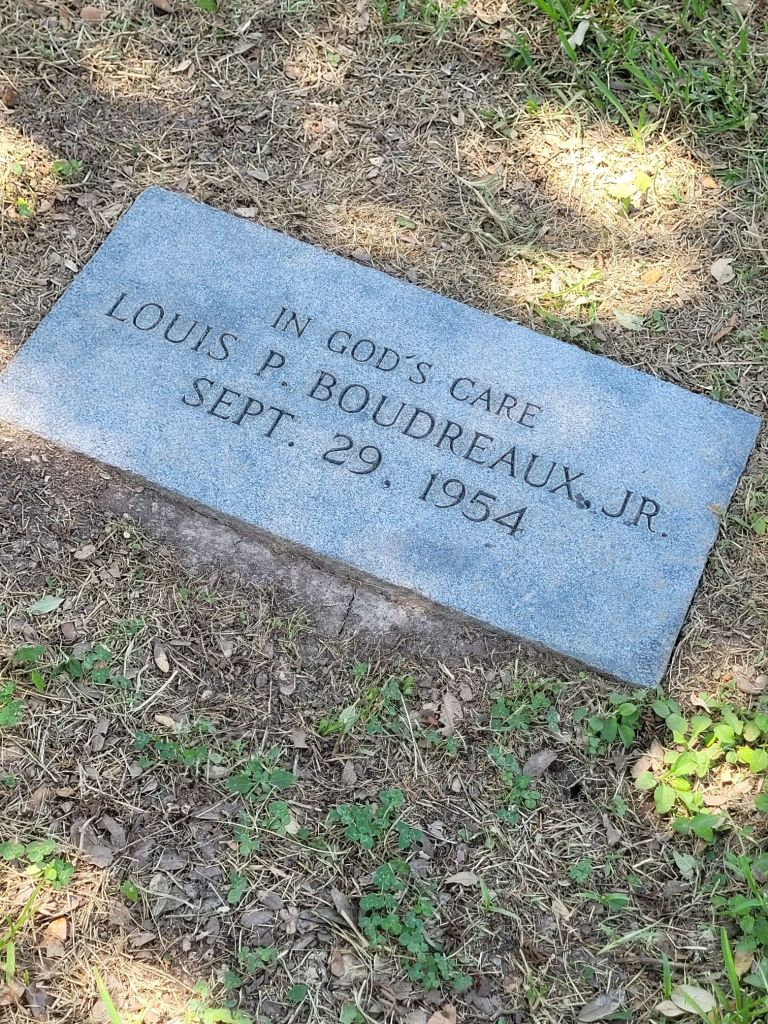 IN GOD'S CARE
LOUIS P. BOUDREAUX, JR.
SEPT. 29, 1954